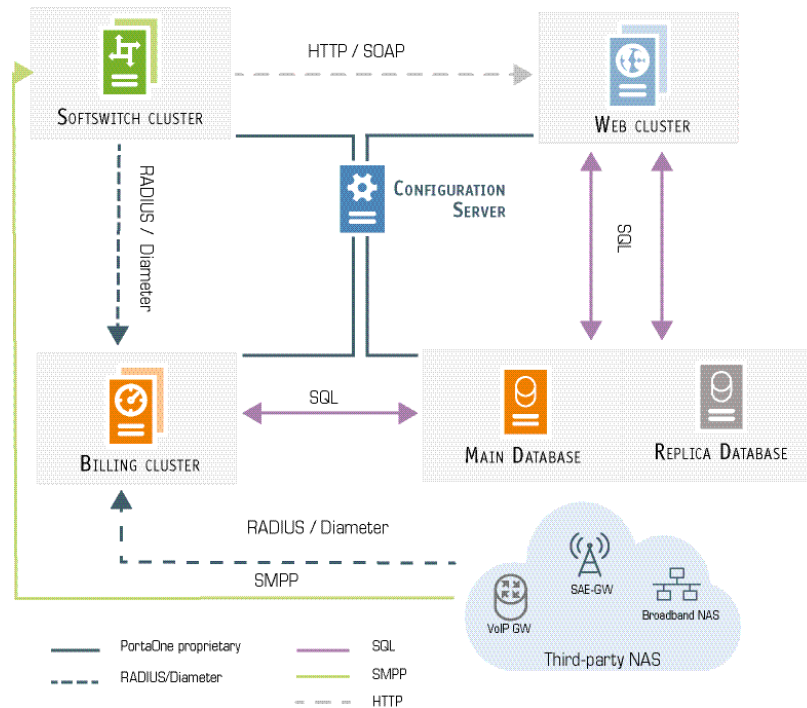 HTTP / SOAP
SOFTSWITCH CLUSTER
WEB CLUSTER
RADIUS / Diameter
CONFIGURATION
SERVER
SQL
SQL
BILLING CLUSTER
MAIN DATABASE
REPLICA DATABASE
RADIUS / Diameter
SMPP
SAE-GW
VoIP GW
Broadband NAS
Third-party NAS
PortaOne proprietary
SQL
RADIUS/Diameter
SMPP
HTTP